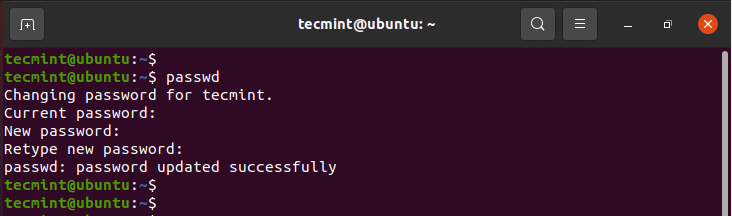 tecmint@ubuntu: ~
tecmint@ubuntu:~$
tecmint@ubuntu:~$ passwd
Changing password for tecmint.
Current password:
New password:
Retype new password:
passwd: password updated successfully
tecmint@ubuntu:~$
tecmint@ubuntu:~$